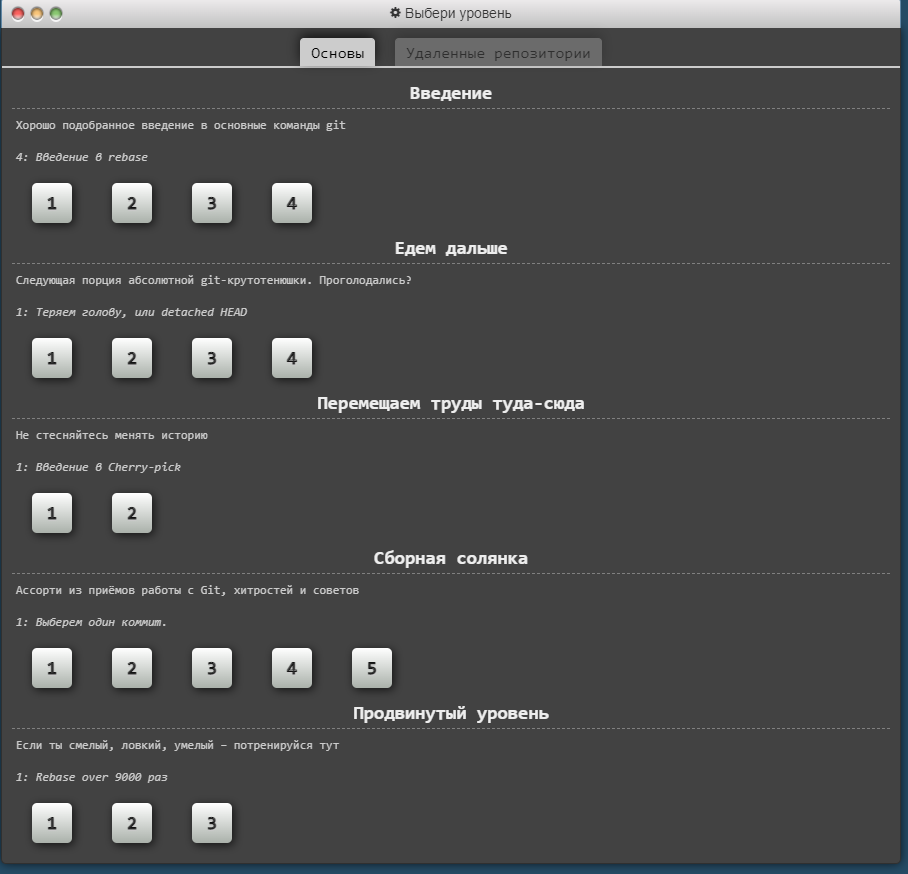 Выбери уровень
Основы Удаленные репозитории
Введение
Хорошо подобранное введение в основные команды git
4: Введение в rebase
1 2 3 4
Едем дальше
Следующая порция абсолютной git-крутотенюшки. Проголодались?
1: Теряем голову, или detached HEAD
1 2 3 4
Перемещаем труды туда-сюда
Не стесняйтесь менять историю
1: Введение в Cherry-pick
1 2
Сборная солянка
Ассорти из приёмов работы с Git, хитростей и советов
1: Выберем один коммит.
1 2 3 4 5
Продвинутый уровень
Если ты смелый, ловкий, умелый – потренируйся тут
1: Rebase over 9000 раз
1 2 3